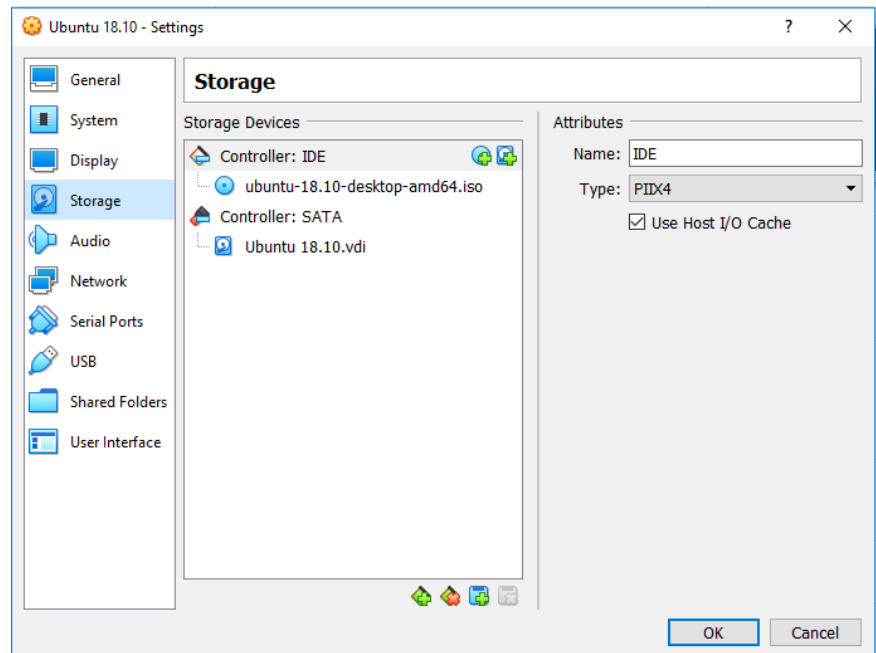 Ubuntu 18.10 - Settings
?
General
System
Display
Storage
Audio
Network
Serial Ports
USB
Shared Folders
User Interface
Storage
Storage Devices
Controller: IDE
ubuntu-18.10-desktop-amd64.iso
Controller: SATA
Ubuntu 18.10.vdi
Attributes
Name: IDE
Type: PIIX4
Use Host I/O Cache
OK
Cancel